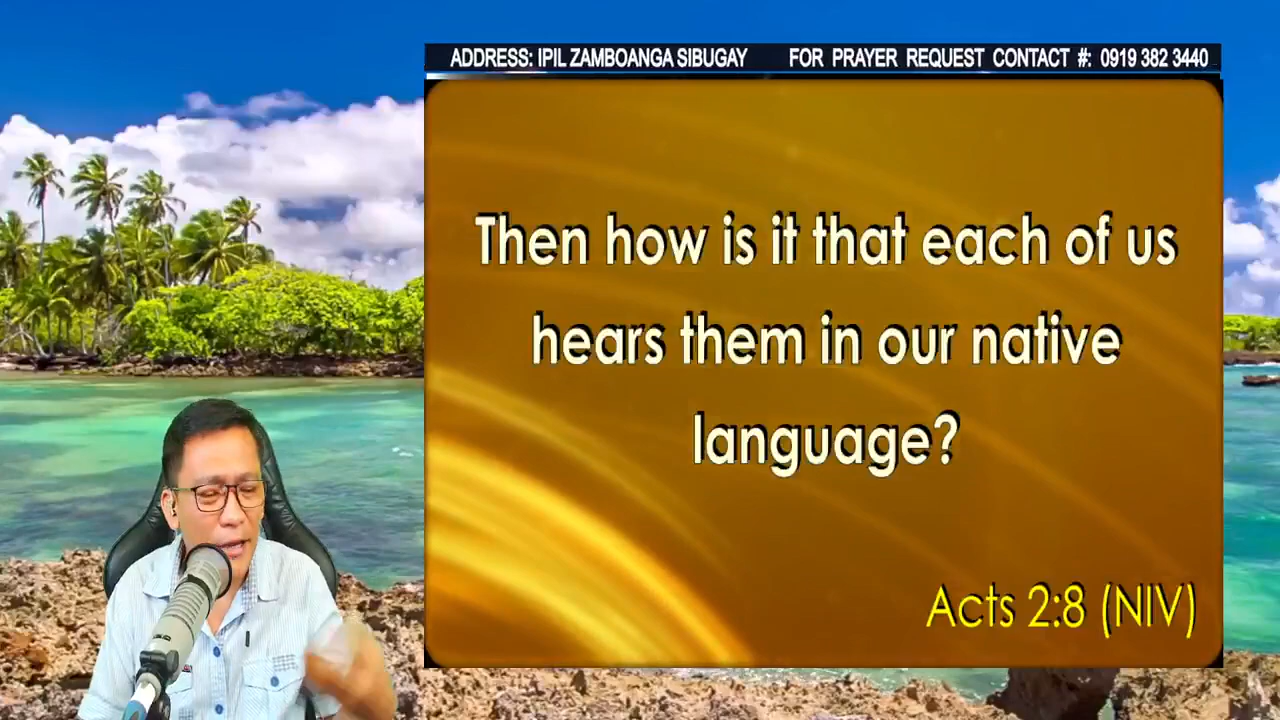 ADDRESS: IPIL ZAMBOANGA SIBUGAY FOR PRAYER REQUEST CONTACT #: 0919 382 3440
Then how is it that each of us
hears them in our native
language?
Acts 2:8 (NIV)